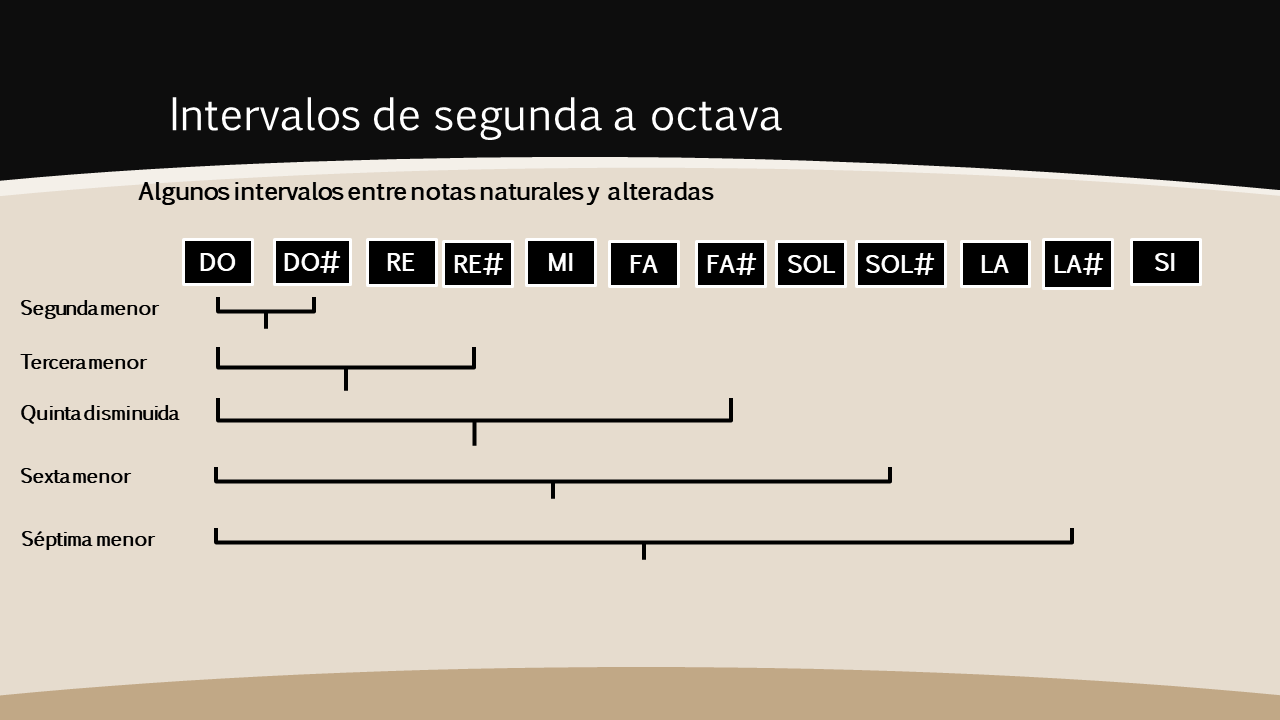 Intervalos de segunda a octava
Algunos intervalos entre notas naturales y alteradas
DO DO# RE RE# MI FA FA# SOL SOL# LA LA# SI
Segunda menor
Tercera menor
Quinta disminuida
Sexta menor
Séptima menor